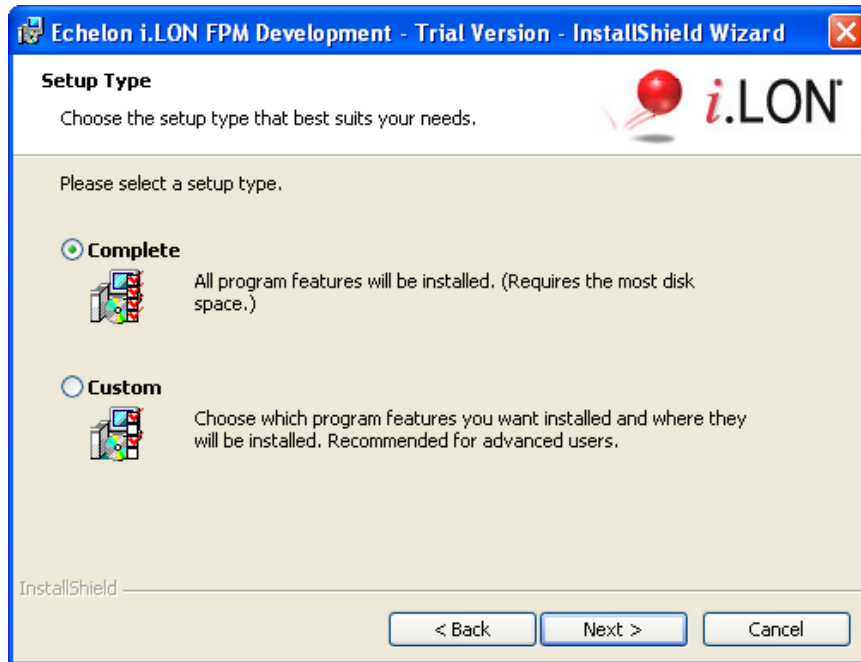 Echelon i.LON FPM Development - Trial Version - InstallShield Wizard
Setup Type
Choose the setup type that best suits your needs.
i.LON®
Please select a setup type.
Complete
All program features will be installed. (Requires the most disk
space.)
Custom
Choose which program features you want installed and where they
will be installed. Recommended for advanced users.
InstallShield
< Back
Next >
Cancel